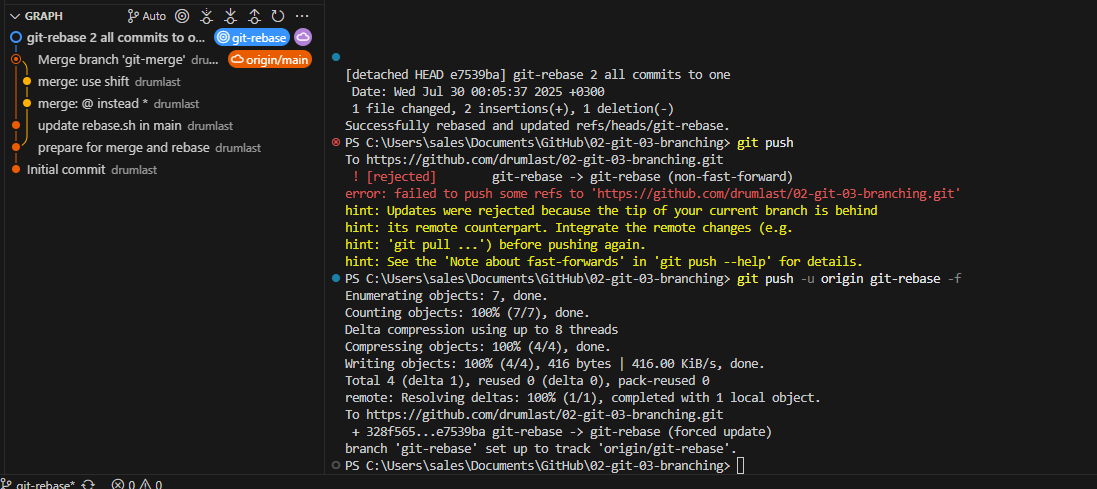 GRAPH
Auto
git-rebase 2 all commits to o...
git-rebase
Merge branch 'git-merge' dru...
origin/main
merge: use shift drumlast
merge: @ instead * drumlast
update rebase.sh in main drumlast
prepare for merge and rebase drumlast
Initial commit drumlast
[detached HEAD e7539ba] git-rebase 2 all commits to one
Date: Wed Jul 30 00:05:37 2025 +0300
1 file changed, 2 insertions(+), 1 deletion(-)
Successfully rebased and updated refs/heads/git-rebase.
PS C:\Users\sales\Documents\GitHub\02-git-03-branching> git push
To https://github.com/drumlast/02-git-03-branching.git
! [rejected] git-rebase -> git-rebase (non-fast-forward)
error: failed to push some refs to 'https://github.com/drumlast/02-git-03-branching.git'
hint: Updates were rejected because the tip of your current branch is behind
hint: its remote counterpart. Integrate the remote changes (e.g.
hint: 'git pull ...') before pushing again.
hint: See the 'Note about fast-forwards' in 'git push --help' for details.
PS C:\Users\sales\Documents\GitHub\02-git-03-branching> git push -u origin git-rebase -f
Enumerating objects: 7, done.
Counting objects: 100% (7/7), done.
Delta compression using up to 8 threads
Compressing objects: 100% (4/4), done.
Writing objects: 100% (4/4), 416 bytes | 416.00 KiB/s, done.
Total 4 (delta 1), reused 0 (delta 0), pack-reused 0
remote: Resolving deltas: 100% (1/1), completed with 1 local object.
To https://github.com/drumlast/02-git-03-branching.git
+ 328f565...e7539ba git-rebase -> git-rebase (forced update)
branch 'git-rebase' set up to track 'origin/git-rebase'.
PS C:\Users\sales\Documents\GitHub\02-git-03-branching>
git-rebase* 0 0